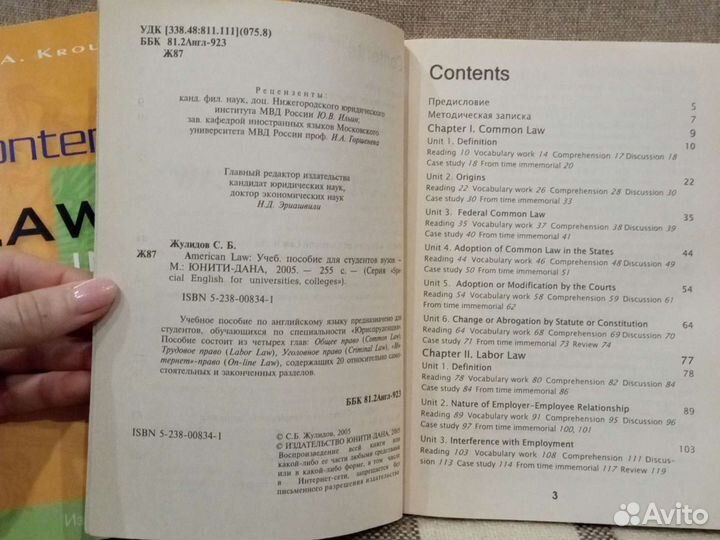 A. KROU
onten
LAW
IN
Из
УДК [338.48:811.111](075.8)
ББК 81.2Англ-923
Ж87
Рецензенты:
канд. фил. наук, доц. Нижегородского юридического
института МВД России Ю.В. Ильин;
зав. кафедрой иностранных языков Московского
университета МВД России проф. И.А. Горшенева
Главный редактор издательства
кандидат юридических наук,
доктор экономических наук
Н.Д. Эриашвили
Жулидов С. Б.
Ж87 American Law: Учеб. пособие для студентов вузов –
М.: ЮНИТИ-ДАНА, 2005. — 255 с. — (Серия «Spe
cial English for universities, colleges»).
ISBN 5-238-00834-1
Учебное пособие по английскому языку предназначено для
студентов, обучающихся по специальности «Юриспруденция».
Пособие состоит из четырех глав: Общее право (Common Law),
Трудовое право (Labor Law), Уголовное право (Criminal Law), «Ин
тернет»-право (On-line Law), содержащих 20 относительно само
стоятельных и законченных разделов.
ББК 81.2Англ-923
ISBN 5-238-00834-1
© С.Б. Жулидов, 2005
© ИЗДАТЕЛЬСТВО ЮНИТИ-ДАНА, 2005
Воспроизведение всей книги или
какой-либо ее части любыми средствами
или в какой-либо форме, в том числе
в Интернет-сети, запрещается без
письменного разрешения издательства
Contents
Предисловие 5
Методическая записка 7
Chapter I. Common Law 9
Unit 1. Definition 10
Reading 10 Vocabulary work 14 Comprehension 17 Discussion 18
Case study 18 From time immemorial 20
Unit 2. Origins 22
Reading 22 Vocabulary work 26 Comprehension 28 Discussion 30
Case study 30 From time immemorial 33
Unit 3. Federal Common Law 35
Reading 35 Vocabulary work 37 Comprehension 39 Discussion 40
Case study 40 From time immemorial 41
Unit 4. Adoption of Common Law in the States 44
Reading 44 Vocabulary work 46 Comprehension 48 Discussion 49
Case study 50 From time immemorial 51
Unit 5. Adoption or Modification by the Courts 54
Reading 54 Vocabulary work 58 Comprehension 59 Discussion 61
Case study 62 From time immemorial 62
Unit 6. Change or Abrogation by Statute or Constitution 64
Reading 64 Vocabulary work 68 Comprehension 69 Discussion 70
Case study 71 From time immemorial 73 Review 74
Chapter II. Labor Law 77
Unit 1. Definition 78
Reading 78 Vocabulary work 80 Comprehension 82 Discussion 84
Case study 84 From time immemorial 86
Unit 2. Nature of Employer–Employee Relationship 89
Reading 89 Vocabulary work 91 Comprehension 95 Discussion 96
Case study 97 From time immemorial 100, 101
Unit 3. Interference with Employment 103
Reading 103 Vocabulary work 108 Comprehension 111 Discus-
sion 113 Case study 114 From time immemorial 117 Review 119
3
Avito